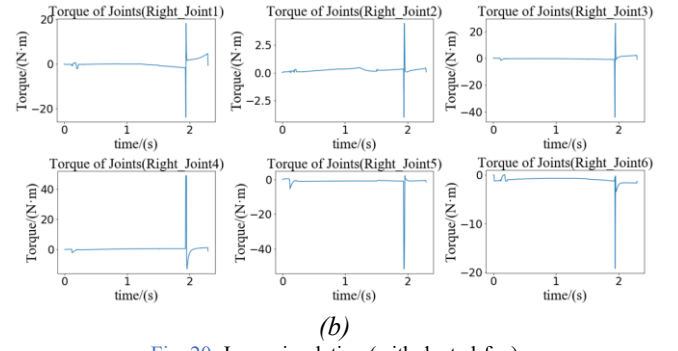 Torque of Joints(Right_Joint1) Torque of Joints(Right_Joint2) Torque of Joints(Right_Joint3)
Torque/(N·m) 20 0 −20 Torque/(N·m) 2.5 0.0 −2.5 Torque/(N·m) 20 0 −20 −40
0 1 2 0 1 2 0 1 2
time/(s) time/(s) time/(s)
Torque of Joints(Right_Joint4) Torque of Joints(Right_Joint5) Torque of Joints(Right_Joint6)
Torque/(N·m) 40 20 0 Torque/(N·m) 0 −20 −40 Torque/(N·m) 0 −10 −20
0 1 2 0 1 2 0 1 2
time/(s) time/(s) time/(s)
(b)